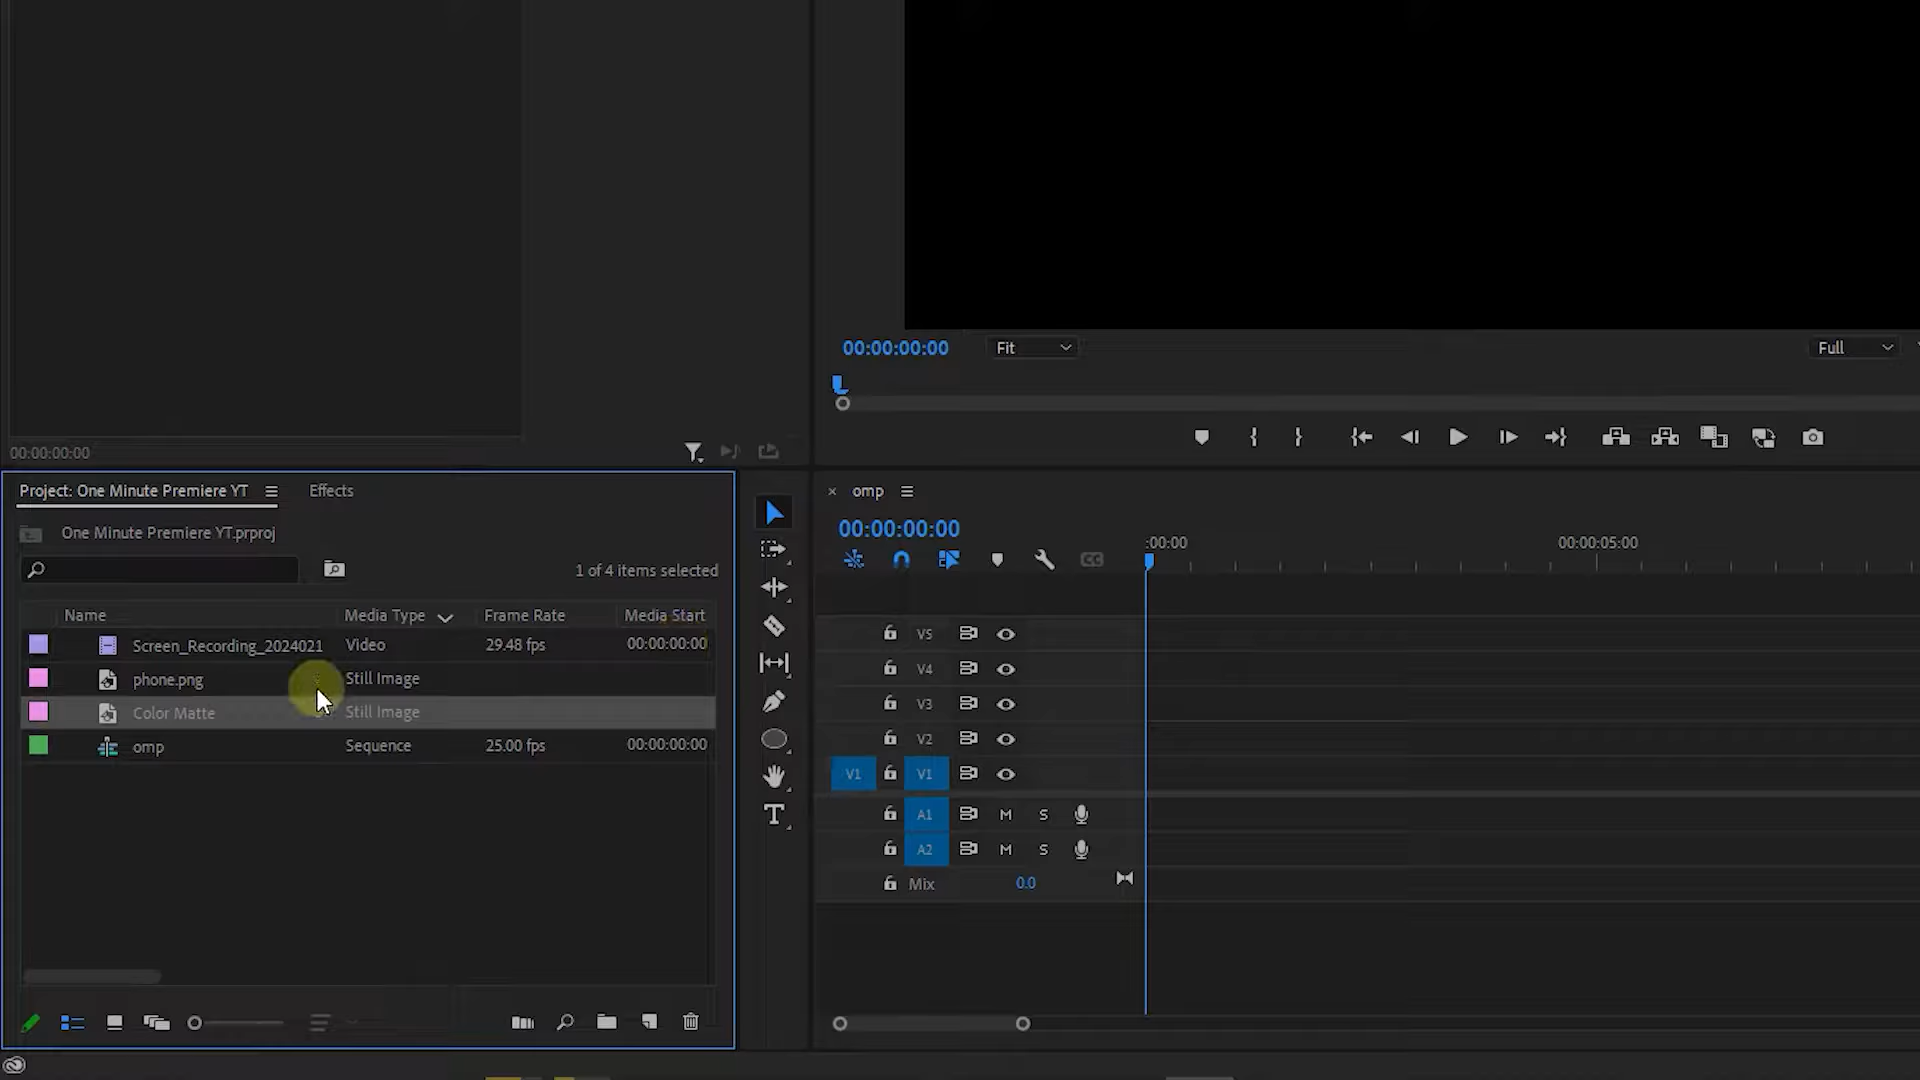 00:00:00:00
Fit
Full
00:00:00:00
Project: One Minute Premiere YT
Effects
One Minute Premiere YT.prproj
1 of 4 items selected
Name
Media Type
Frame Rate
Media Start
Screen_Recording_2024021
Video
29.48 fps
00:00:00:00
phone.png
Still Image
Color Matte
Still Image
omp
Sequence
25.00 fps
00:00:00:00
T
× omp
00:00:00:00
CC
:00:00
00:00:05:00
V5
V4
V3
V2
V1
V1
A1
M
S
A2
M
S
Mix
0.0